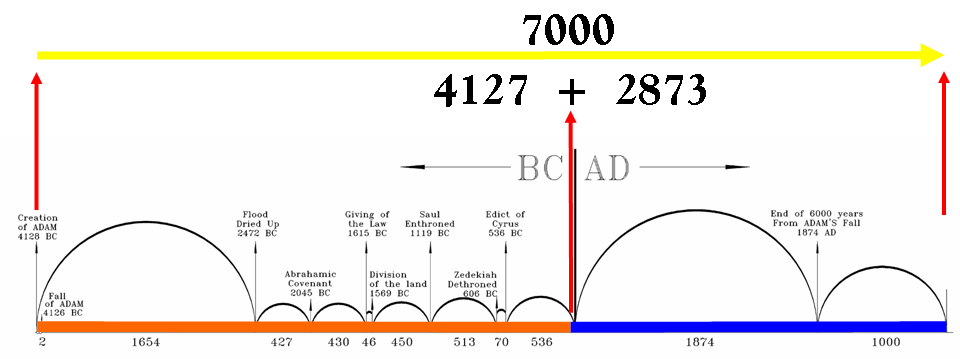 7000
4127 + 2873
BC AD
Creation
of ADAM
4128 BC
Fall
of ADAM
4126 BC
Flood
Dried Up
2472 BC
Abrahamic
Covenant
2045 BC
Giving of
the Law
1615 BC
Division
of the land
1569 BC
Saul
Enthroned
1119 BC
Zedekiah
Dethroned
606 BC
Edict of
Cyrus
536 BC
End of 6000 years
From ADAM'S Fall
1874 AD
2 1654 427 430 46 450 513 70 536 1874 1000